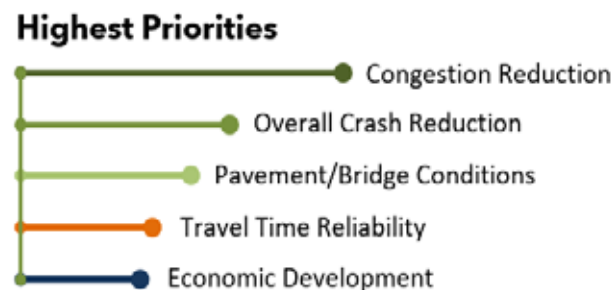 Highest Priorities
Congestion Reduction
Overall Crash Reduction
Pavement/Bridge Conditions
Travel Time Reliability
Economic Development